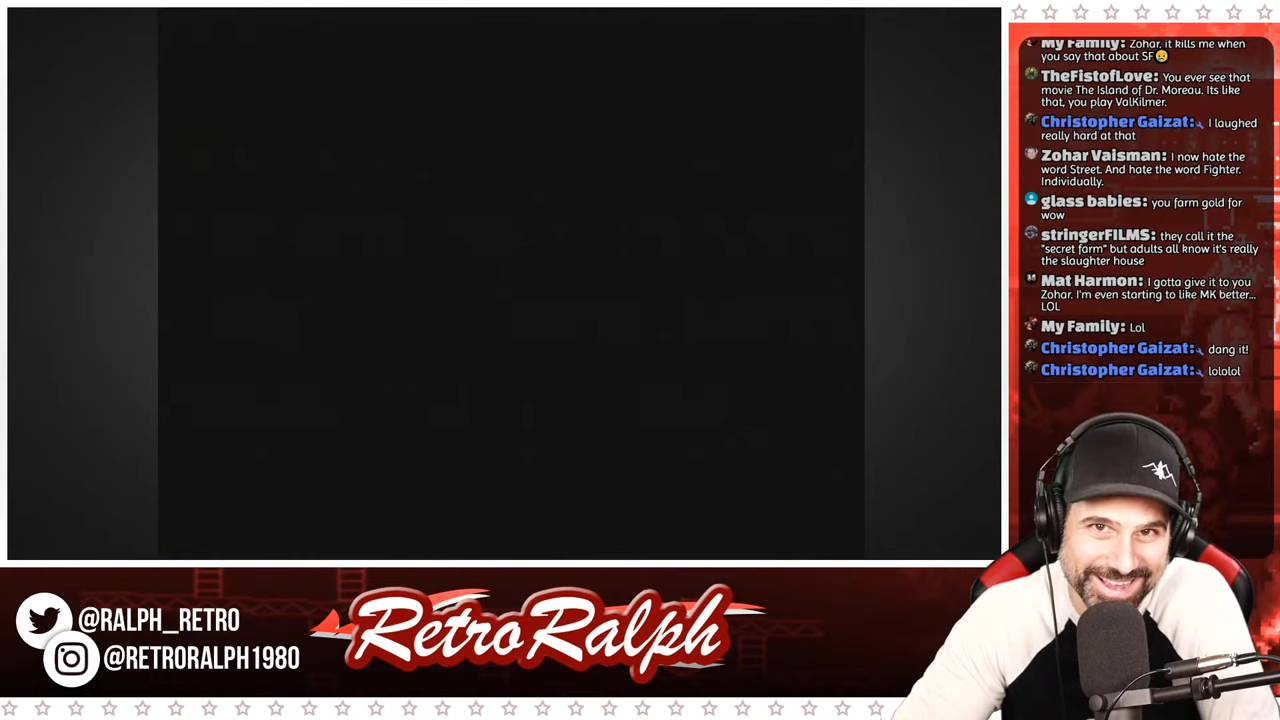 My Family: Zohar, it kills me when
you say that about SF😢
TheFistofLove: You ever see that
movie The Island of Dr. Moreau. Its like
that, you play ValKilmer.
Christopher Gaizat: I laughed
really hard at that
Zohar Vaisman: I now hate the
word Street. And hate the word Fighter.
Individually.
glass babies: you farm gold for
wow
stringerFILMS: they call it the
"secret farm" but adults all know it's really
the slaughter house
Mat Harmon: I gotta give it to you
Zohar. I'm even starting to like MK better...
LOL
My Family: Lol
Christopher Gaizat: dang it!
Christopher Gaizat: lololol
@RALPH_RETRO
@RETRORALPH1980
RetroRalph